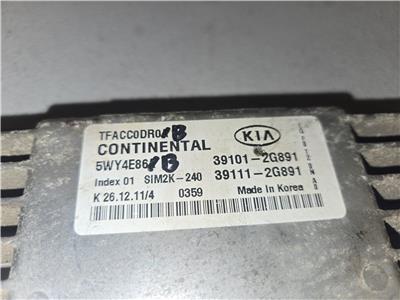 TFACC0DR0/B
CONTINENTAL
KIA
5WY4E86/B
39101-2G891
Index 01 SIM2K-240
39111-2G891
K 26.12.11/4 0359 Made in Korea